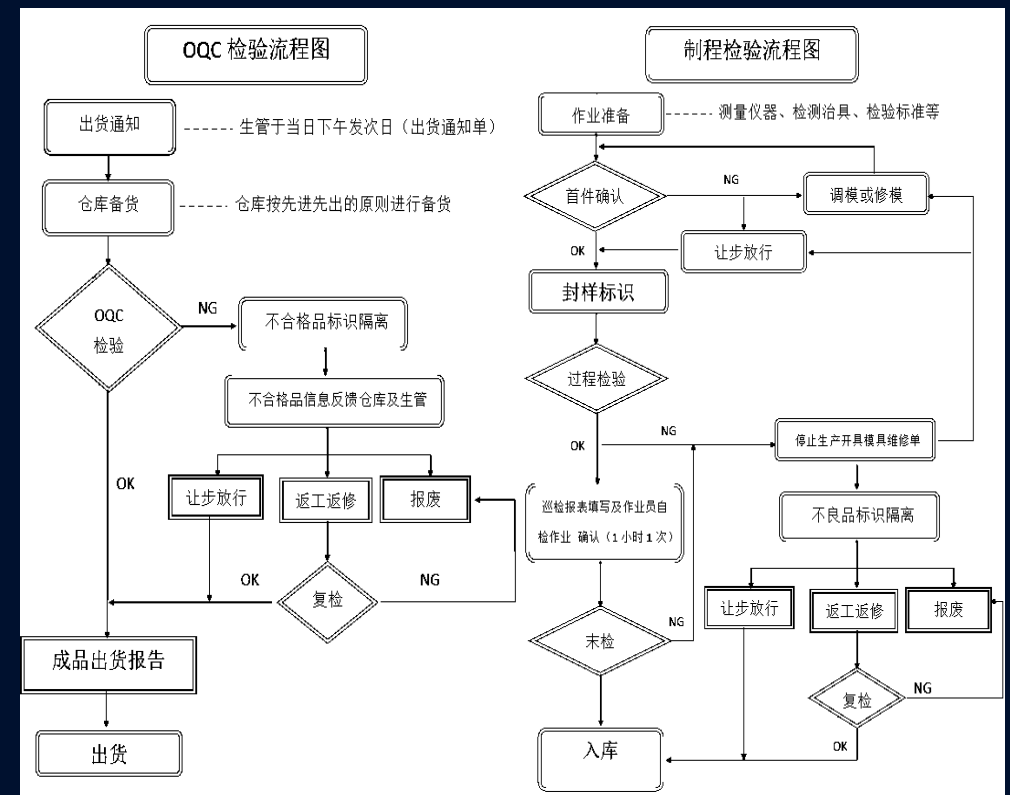 OQC 检验流程图
出货通知
生管于当日下午发次日（出货通知单）
仓库备货
仓库按先进先出的原则进行备货
OQC
检验
NG
不合格品标识隔离
不合格品信息反馈仓库及生管
OK
让步放行
返工返修
报废
OK
复检
NG
成品出货报告
出货
制程检验流程图
作业准备
测量仪器、检测治具、检验标准等
首件确认
NG
调模或修模
OK
让步放行
封样标识
过程检验
OK
NG
停止生产开具模具维修单
巡检报表填写及作业员自
检作业 确认（1小时1次）
不良品标识隔离
末检
NG
让步放行
返工返修
报废
复检
NG
OK
入库